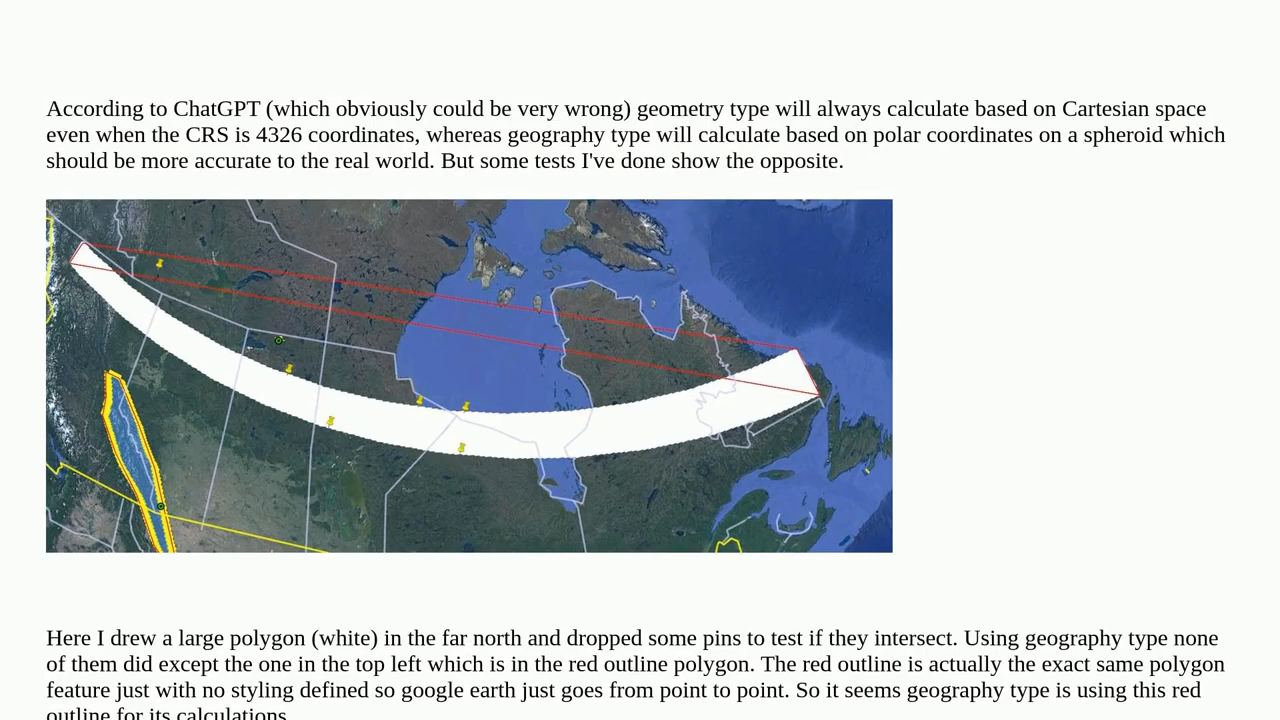 According to ChatGPT (which obviously could be very wrong) geometry type will always calculate based on Cartesian space
even when the CRS is 4326 coordinates, whereas geography type will calculate based on polar coordinates on a spheroid which
should be more accurate to the real world. But some tests I've done show the opposite.
Here I drew a large polygon (white) in the far north and dropped some pins to test if they intersect. Using geography type none
of them did except the one in the top left which is in the red outline polygon. The red outline is actually the exact same polygon
feature just with no styling defined so google earth just goes from point to point. So it seems geography type is using this red
outline for its calculations.